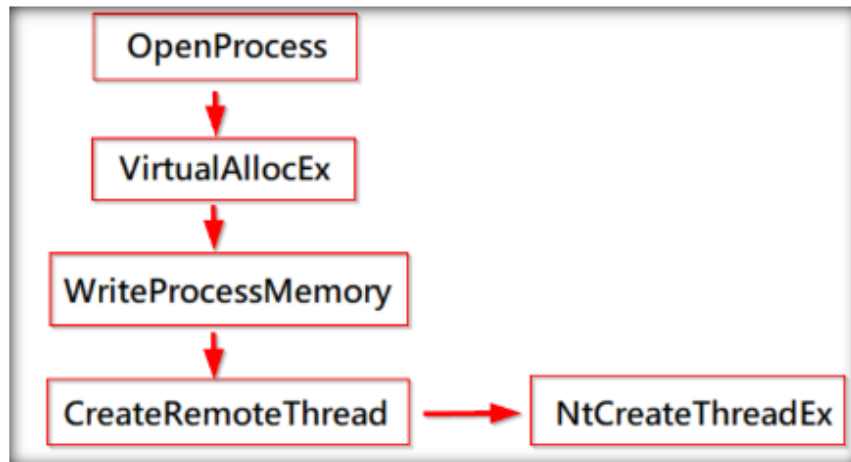 OpenProcess
VirtualAllocEx
WriteProcessMemory
CreateRemoteThread
NtCreateThreadEx